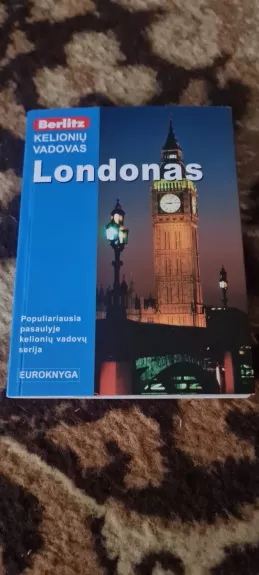 Berlitz
KELIONIŲ
VADOVAS
Londonas
Populiariausia
pasaulyje
kelionių vadovų
serija
EUROKNYGA